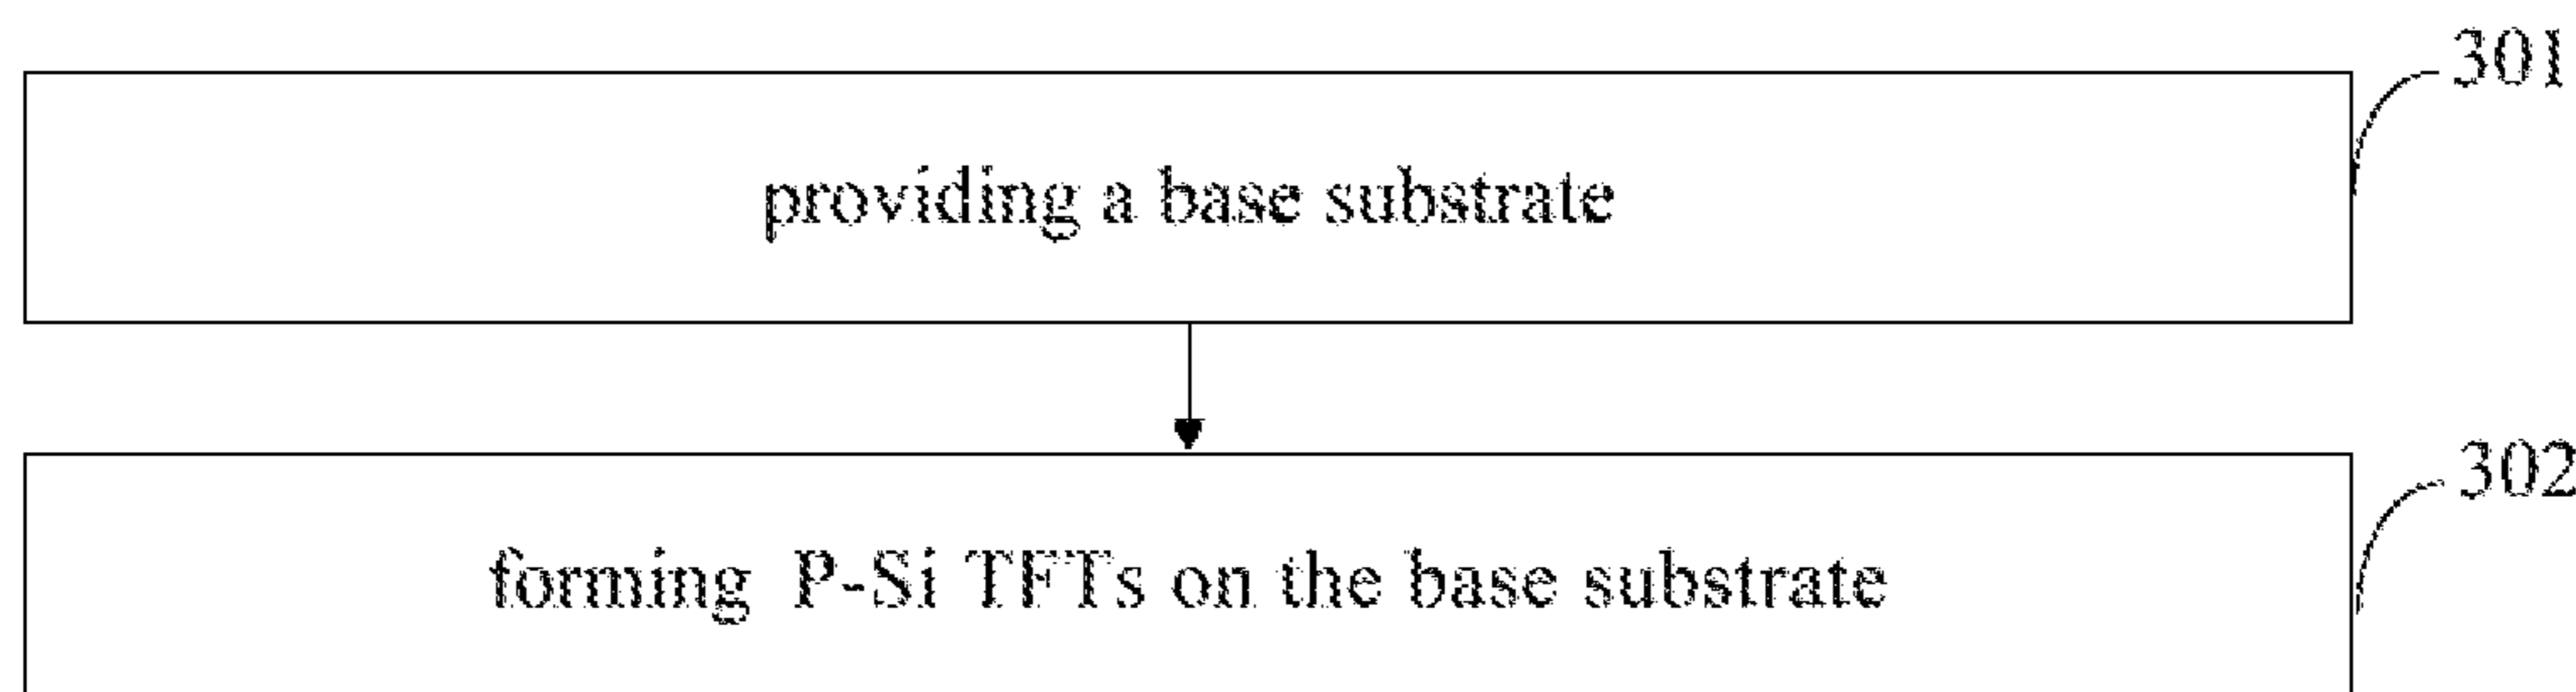 301
providing a base substrate
302
forming P-Si TFTs on the base substrate